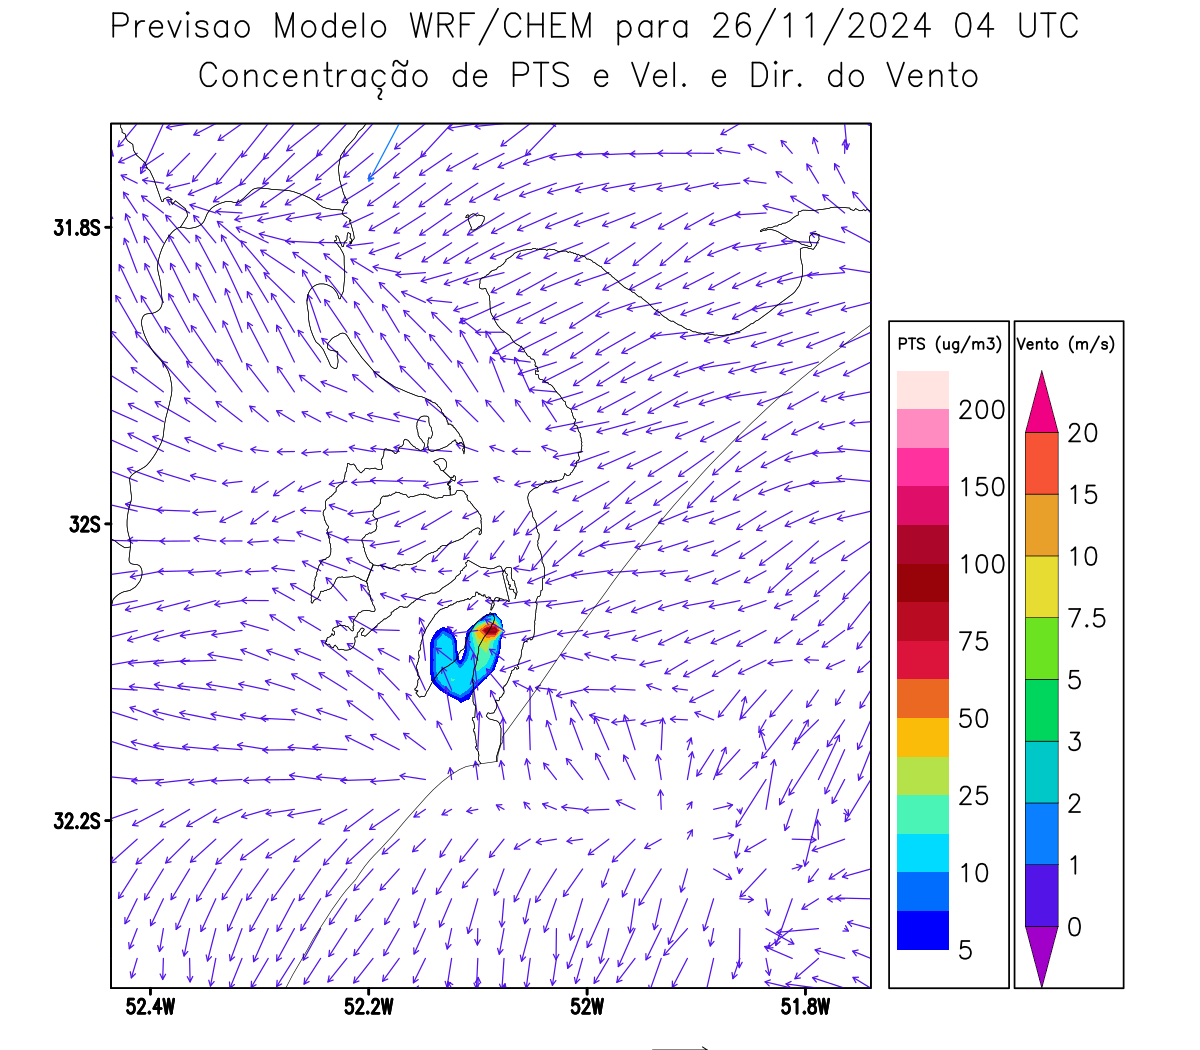 Previsao Modelo WRF/CHEM para 26/11/2024 04 UTC
Concentração de PTS e Vel. e Dir. do Vento
31.8S
32S
32.2S
52.4W 52.2W 52W 51.8W
PTS (ug/m3)
200
150
100
75
50
25
10
5
Vento (m/s)
20
15
10
7.5
5
3
2
1
0